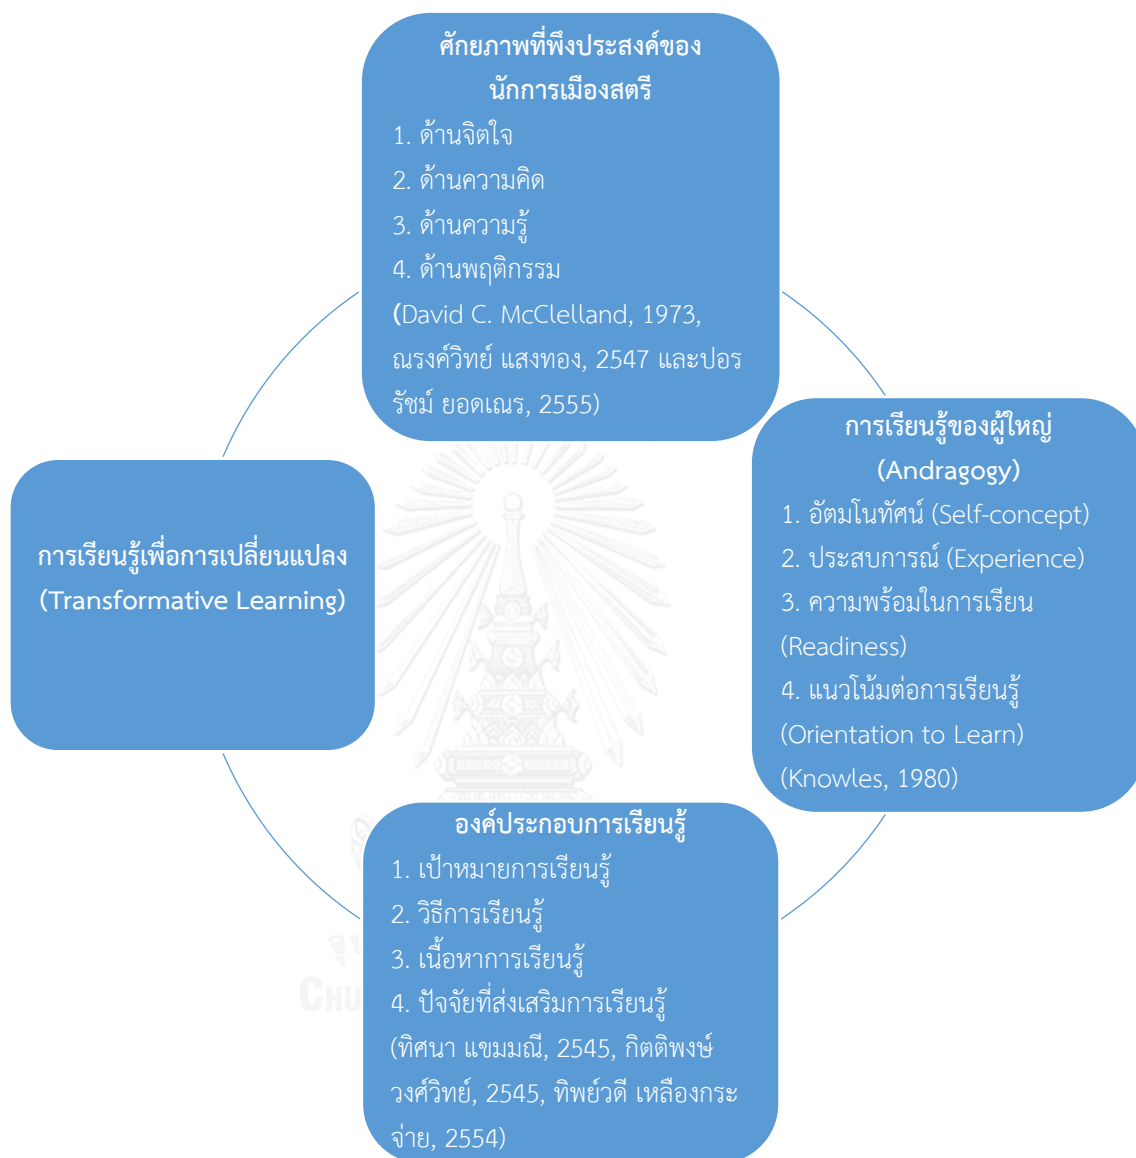 ศักยภาพที่พึงประสงค์ของ
นักการเมืองสตรี
1. ด้านจิตใจ
2. ด้านความคิด
3. ด้านความรู้
4. ด้านพฤติกรรม
(David C. McClelland, 1973,
ณรงค์วิทย์ แสงทอง, 2547 และปอร
รัชม์ ยอดเณร, 2555)
การเรียนรู้ของผู้ใหญ่
(Andragogy)
1. อัตมโนทัศน์ (Self-concept)
2. ประสบการณ์ (Experience)
3. ความพร้อมในการเรียน
(Readiness)
4. แนวโน้มต่อการเรียนรู้
(Orientation to Learn)
(Knowles, 1980)
การเรียนรู้เพื่อการเปลี่ยนแปลง
(Transformative Learning)
องค์ประกอบการเรียนรู้
1. เป้าหมายการเรียนรู้
2. วิธีการเรียนรู้
3. เนื้อหาการเรียนรู้
4. ปัจจัยที่ส่งเสริมการเรียนรู้
(ทิศนา แขมมณี, 2545, กิตติพงษ์
วงศ์วิทย์, 2545, ทิพย์วดี เหลืองกระ
จ่าย, 2554)